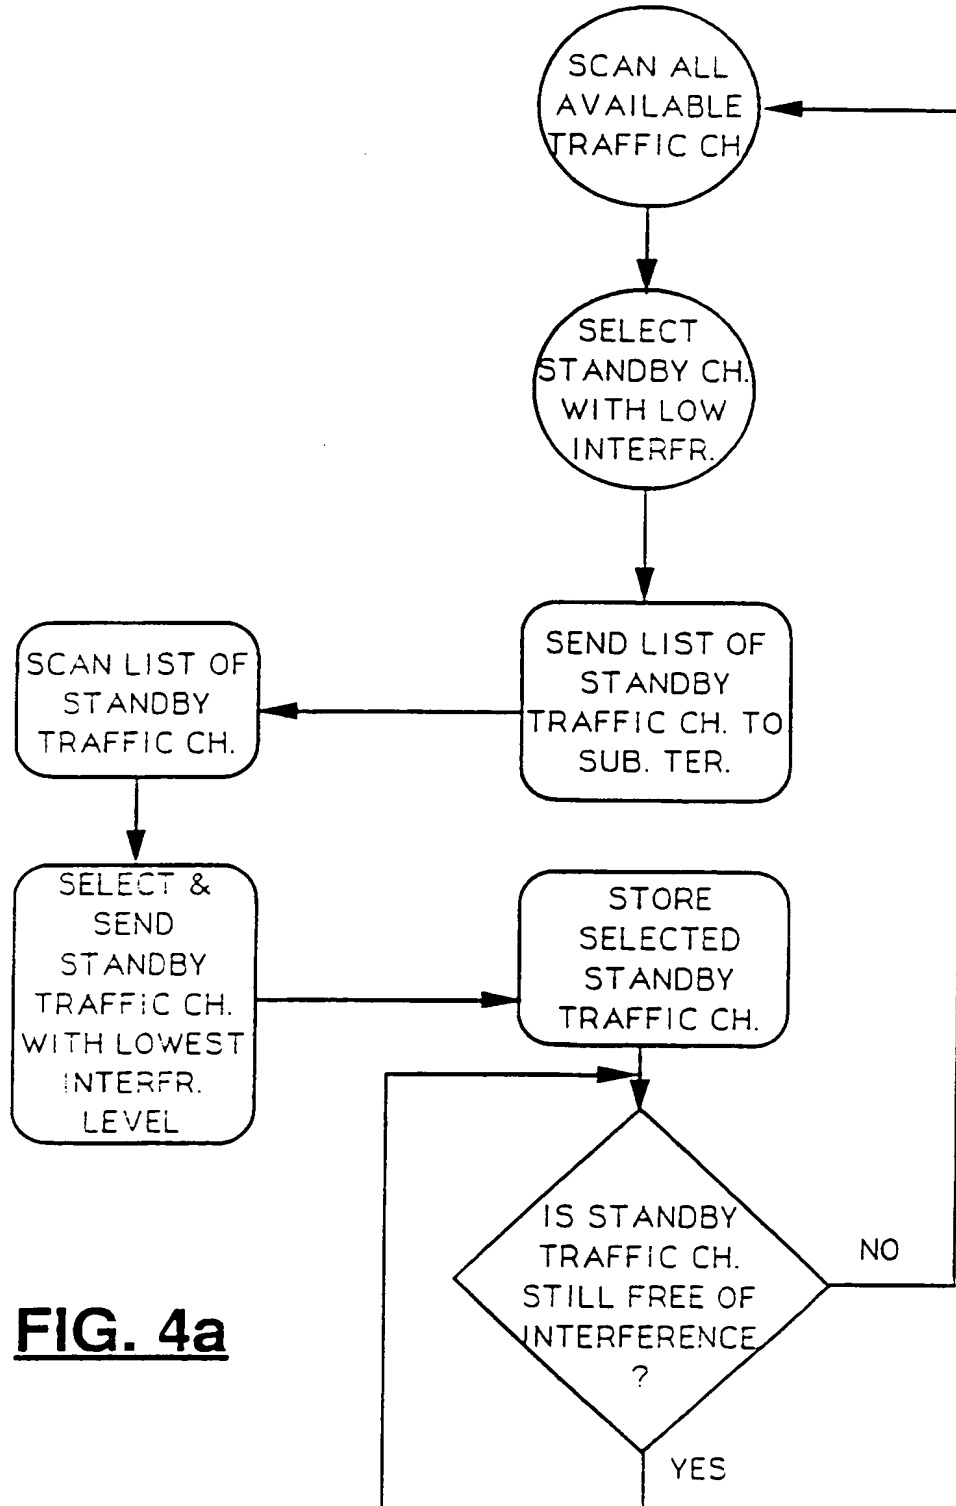 SCAN ALL
AVAILABLE
TRAFFIC CH.
SELECT
STANDBY CH.
WITH LOW
INTERFR.
SEND LIST OF
STANDBY
TRAFFIC CH. TO
SUB. TER.
SCAN LIST OF
STANDBY
TRAFFIC CH.
SELECT &
SEND
STANDBY
TRAFFIC CH.
WITH LOWEST
INTERFR.
LEVEL
STORE
SELECTED
STANDBY
TRAFFIC CH.
IS STANDBY
TRAFFIC CH.
STILL FREE OF
INTERFERENCE
?
NO
YES
FIG. 4a